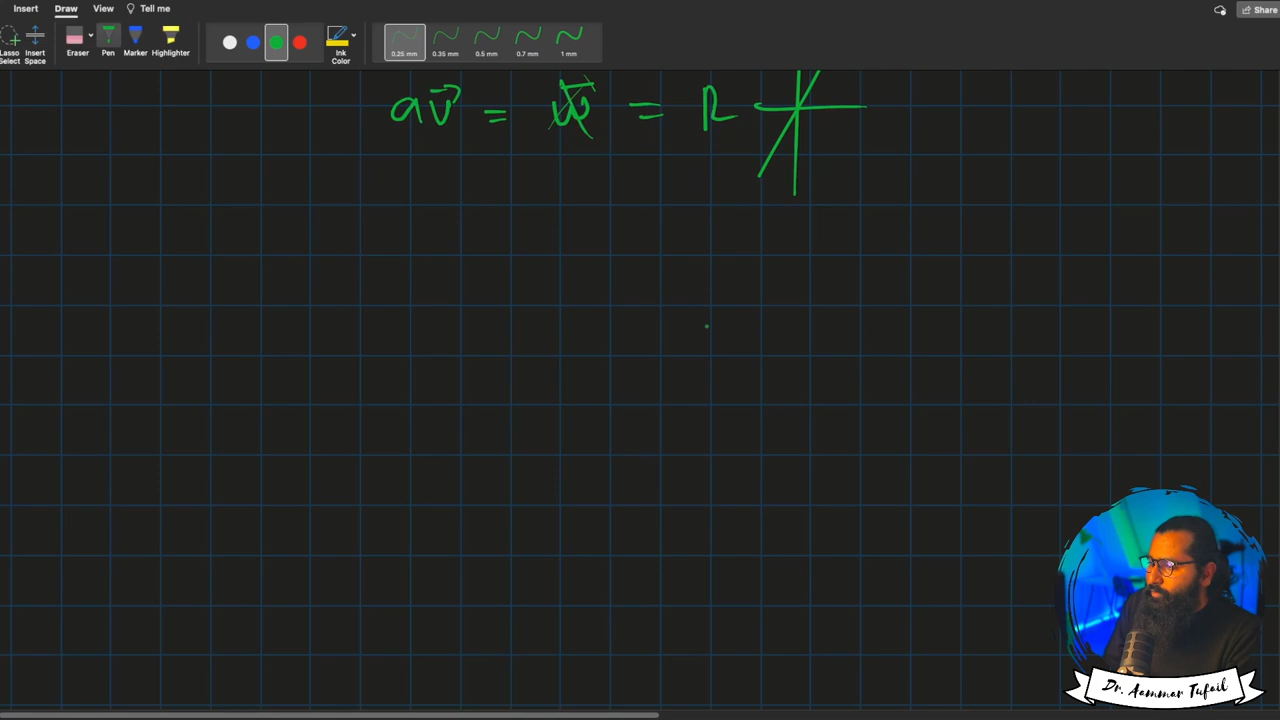 Insert Draw View Tell me
Share
Lasso Select
Insert Space
Eraser
Pen
Marker
Highlighter
Ink Color
0.25 mm
0.35 mm
0.5 mm
0.7 mm
1 mm
av⃗ = w⃗ = R
Dr. Aammar Tufail